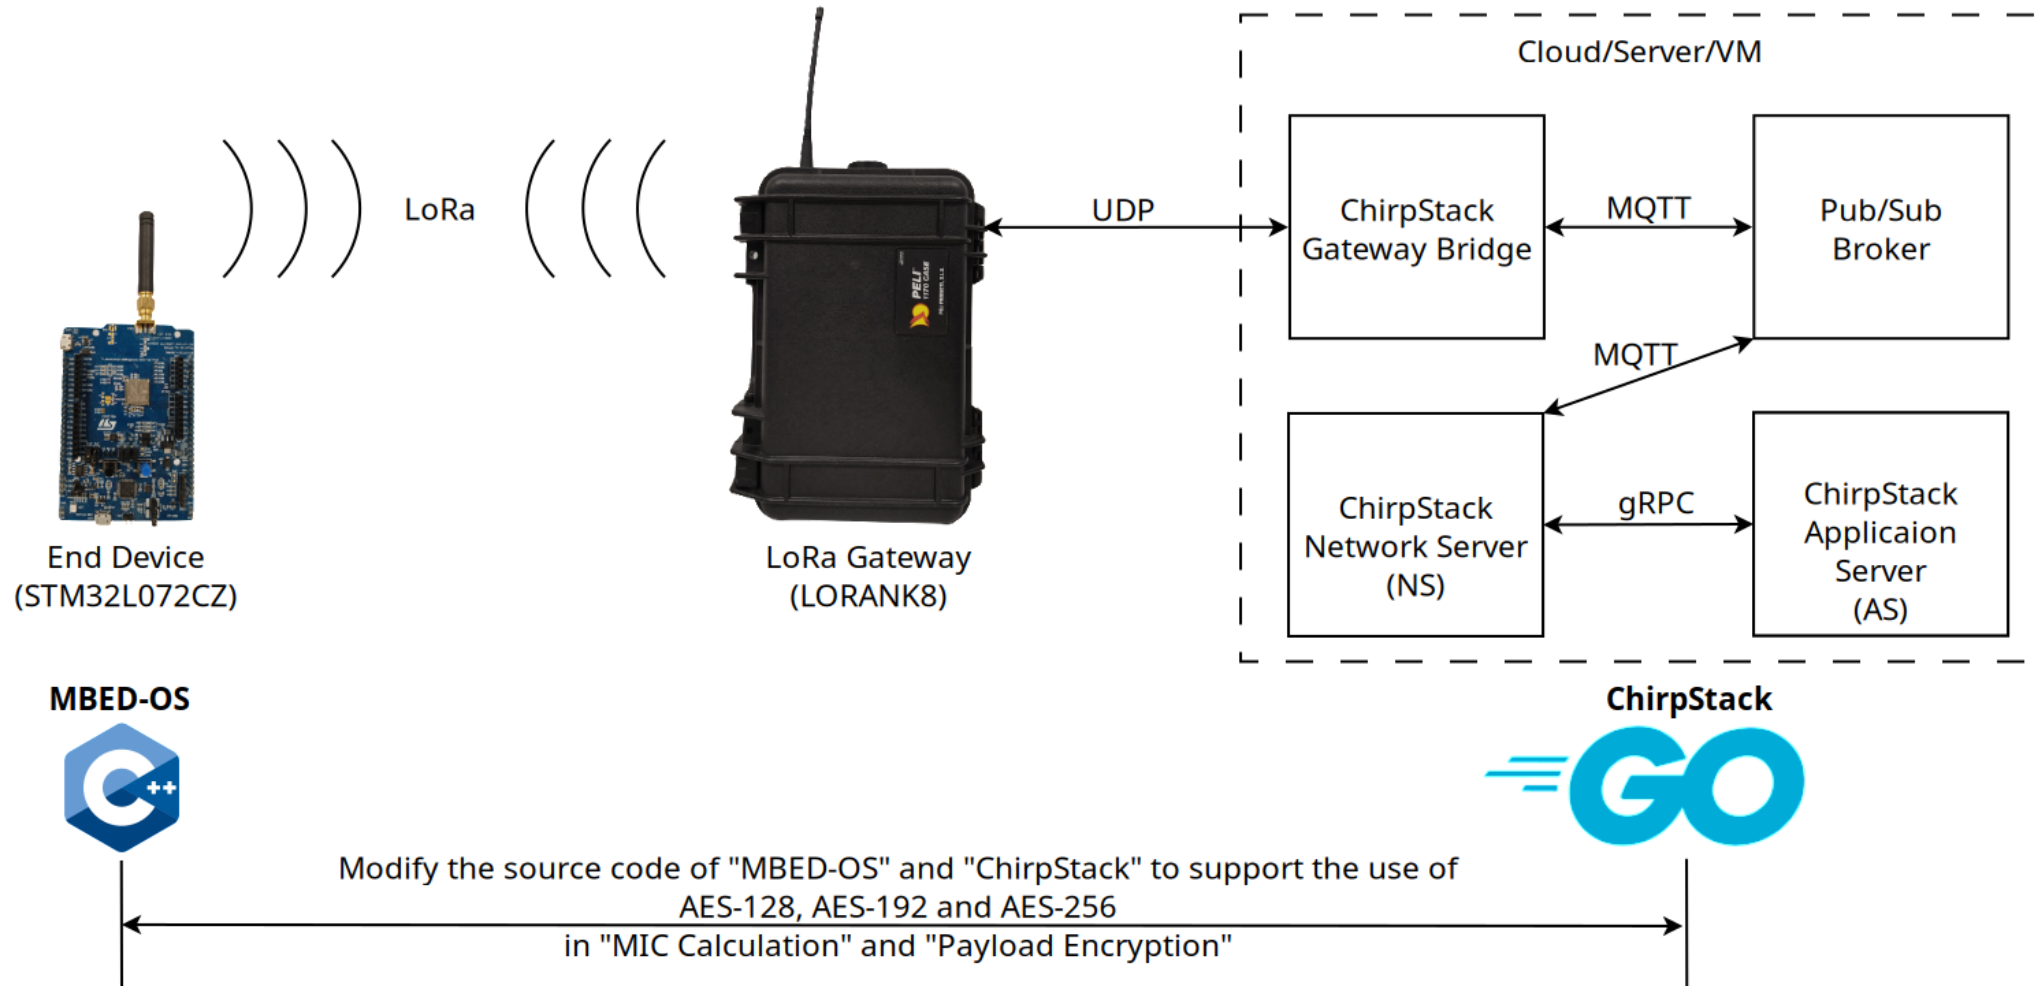 Cloud/Server/VM
LoRa
UDP
ChirpStack
Gateway Bridge
MQTT
Pub/Sub
Broker
PELI
1170 CASE
MQTT
ChirpStack
Network Server
(NS)
gRPC
ChirpStack
Applicaion
Server
(AS)
End Device
(STM32L072CZ)
LoRa Gateway
(LORANK8)
MBED-OS
C++
ChirpStack
GO
Modify the source code of "MBED-OS" and "ChirpStack" to support the use of
AES-128, AES-192 and AES-256
in "MIC Calculation" and "Payload Encryption"